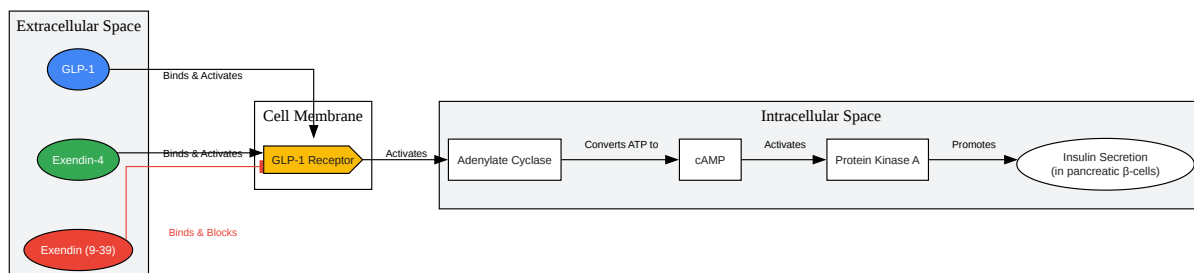 Extracellular Space
GLP-1
Binds & Activates
Cell Membrane
Intracellular Space
Exendin-4
Binds & Activates
GLP-1 Receptor
Activates
Adenylate Cyclase
Converts ATP to
cAMP
Activates
Protein Kinase A
Promotes
Insulin Secretion
(in pancreatic β-cells)
Exendin (9-39)
Binds & Blocks